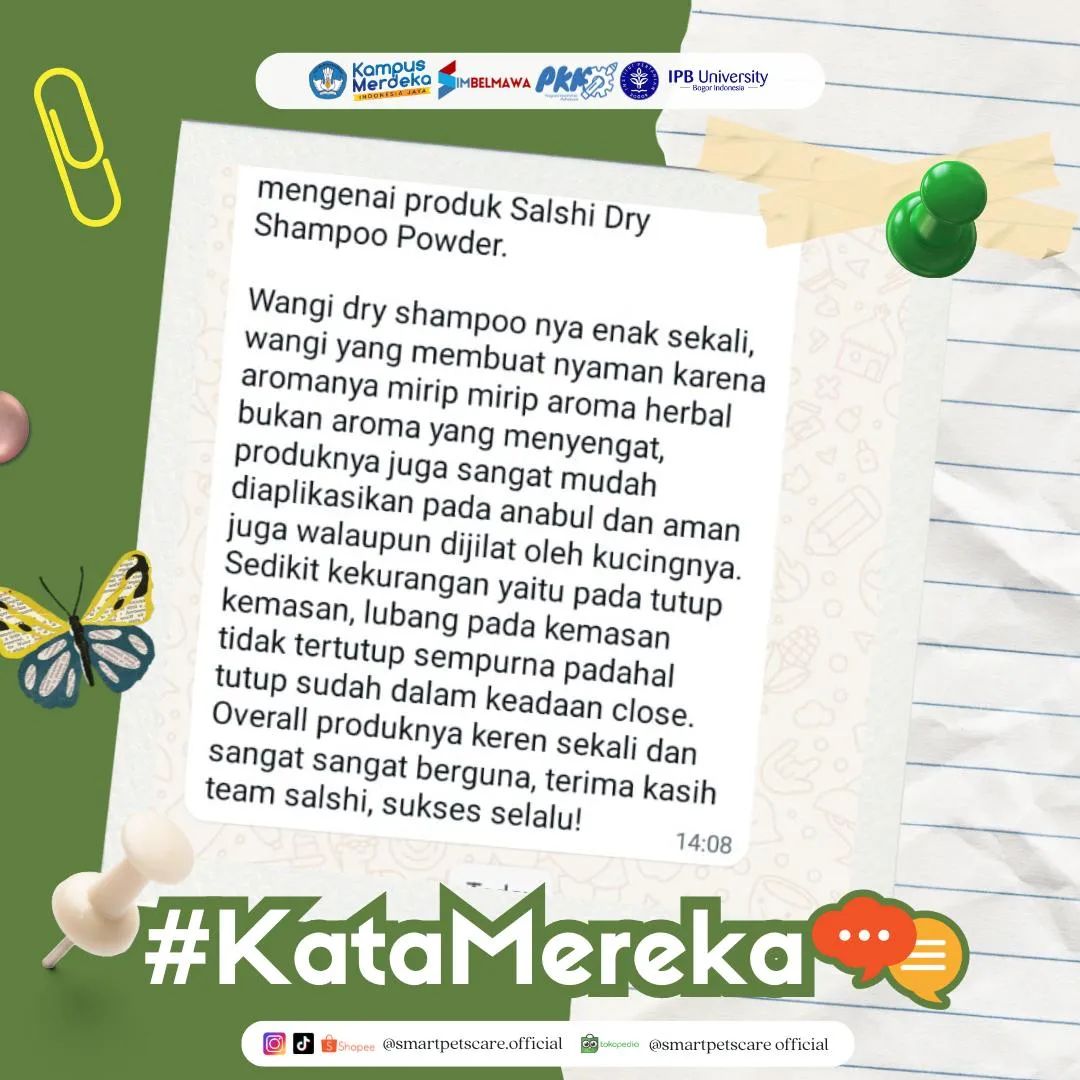 Kampus
Merdeka
INDONESIA JAYA
SIMBELMAWA
PKM
IPB University
Bogor Indonesia
mengenai produk Salshi Dry
Shampoo Powder.
Wangi dry shampoo nya enak sekali,
wangi yang membuat nyaman karena
aromanya mirip mirip aroma herbal
bukan aroma yang menyengat,
produknya juga sangat mudah
diaplikasikan pada anabul dan aman
juga walaupun dijilat oleh kucingnya.
Sedikit kekurangan yaitu pada tutup
kemasan, lubang pada kemasan
tidak tertutup sempurna padahal
tutup sudah dalam keadaan close.
Overall produknya keren sekali dan
sangat sangat berguna, terima kasih
team salshi, sukses selalu!
14:08
#KataMereka
Shopee @smartpetscare.official tokopedia @smartpetscare official